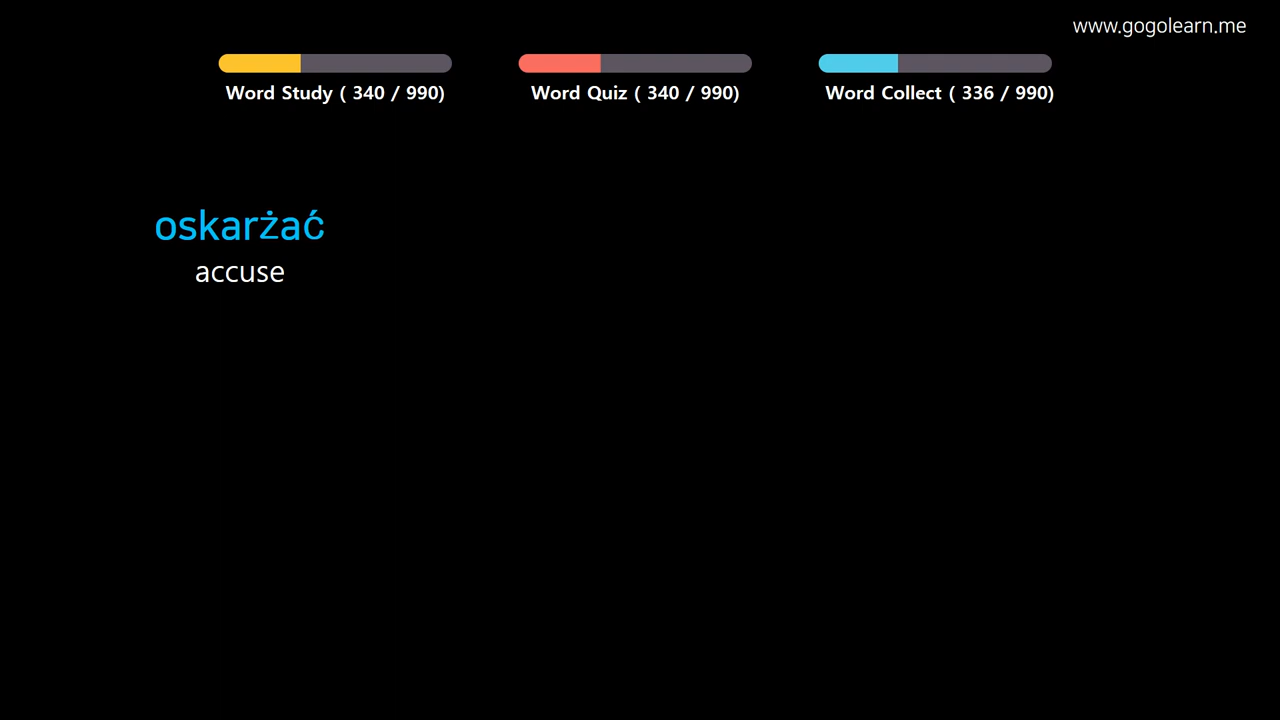 www.gogolearn.me
Word Study ( 340 / 990)
Word Quiz ( 340 / 990)
Word Collect ( 336 / 990)
oskarżać
accuse